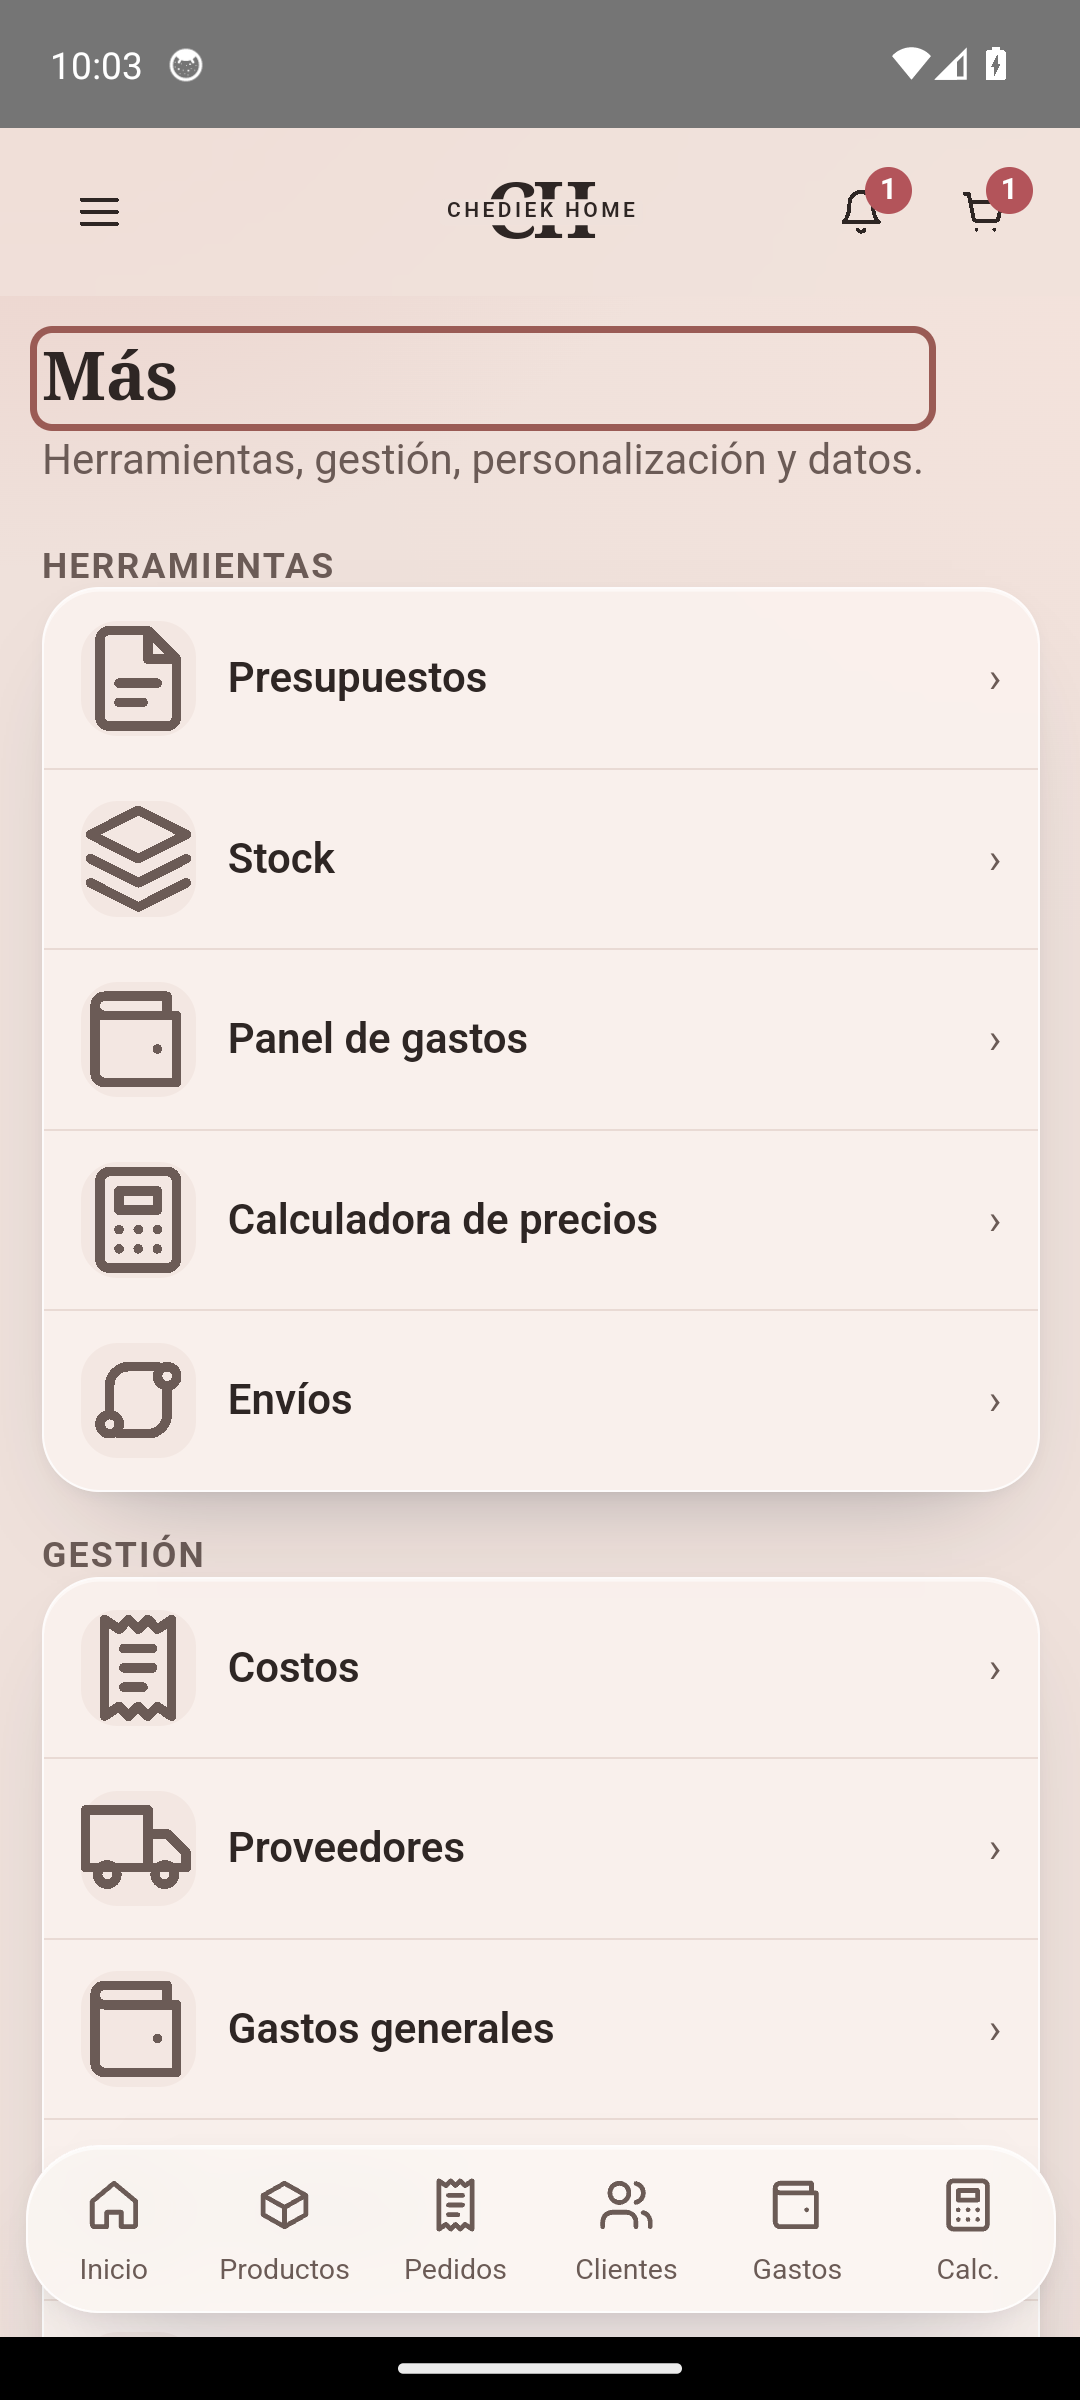 10:03
CH
CHEDIEK HOME
1
1
Más
Herramientas, gestión, personalización y datos.
HERRAMIENTAS
Presupuestos
Stock
Panel de gastos
Calculadora de precios
Envíos
GESTIÓN
Costos
Proveedores
Gastos generales
Inicio
Productos
Pedidos
Clientes
Gastos
Calc.